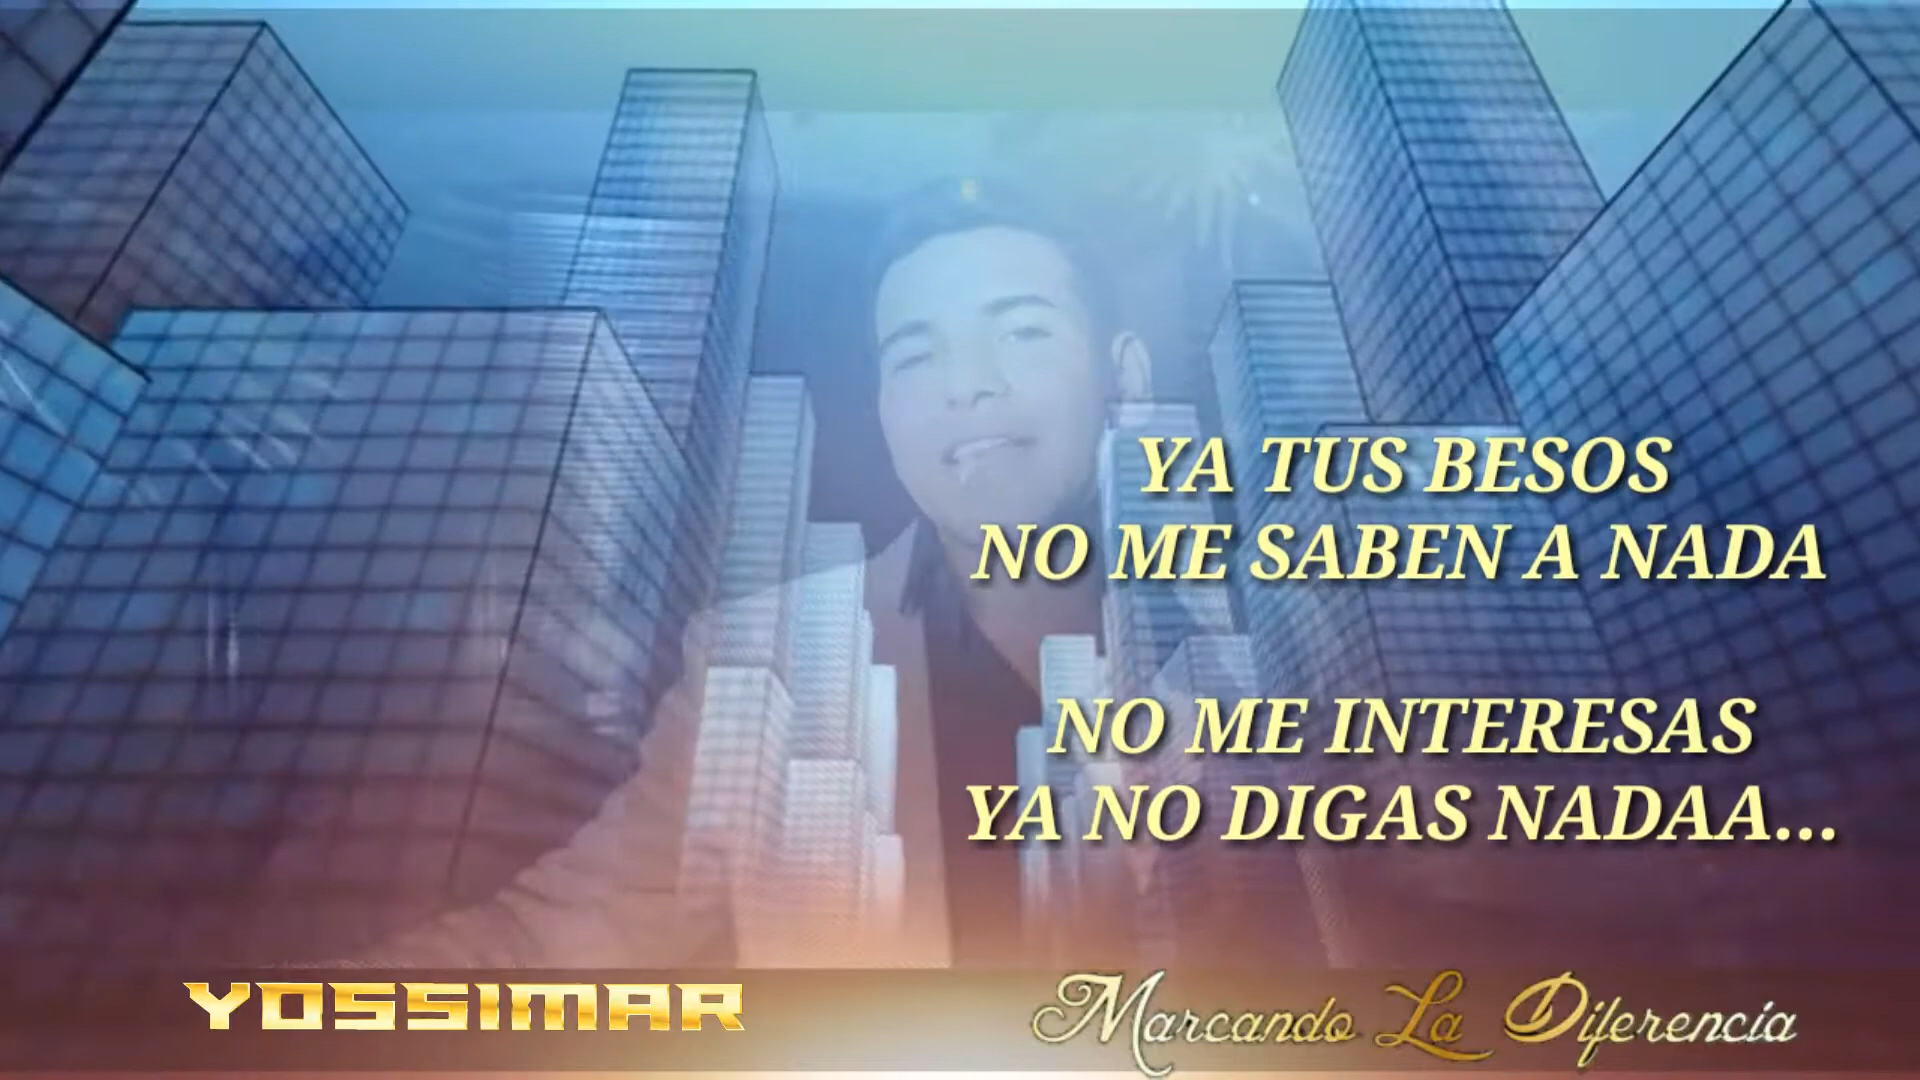 YA TUS BESOS
NO ME SABEN A NADA
NO ME INTERESAS
YA NO DIGAS NADAA...
YOSSIMAR
Marcando La Diferencia